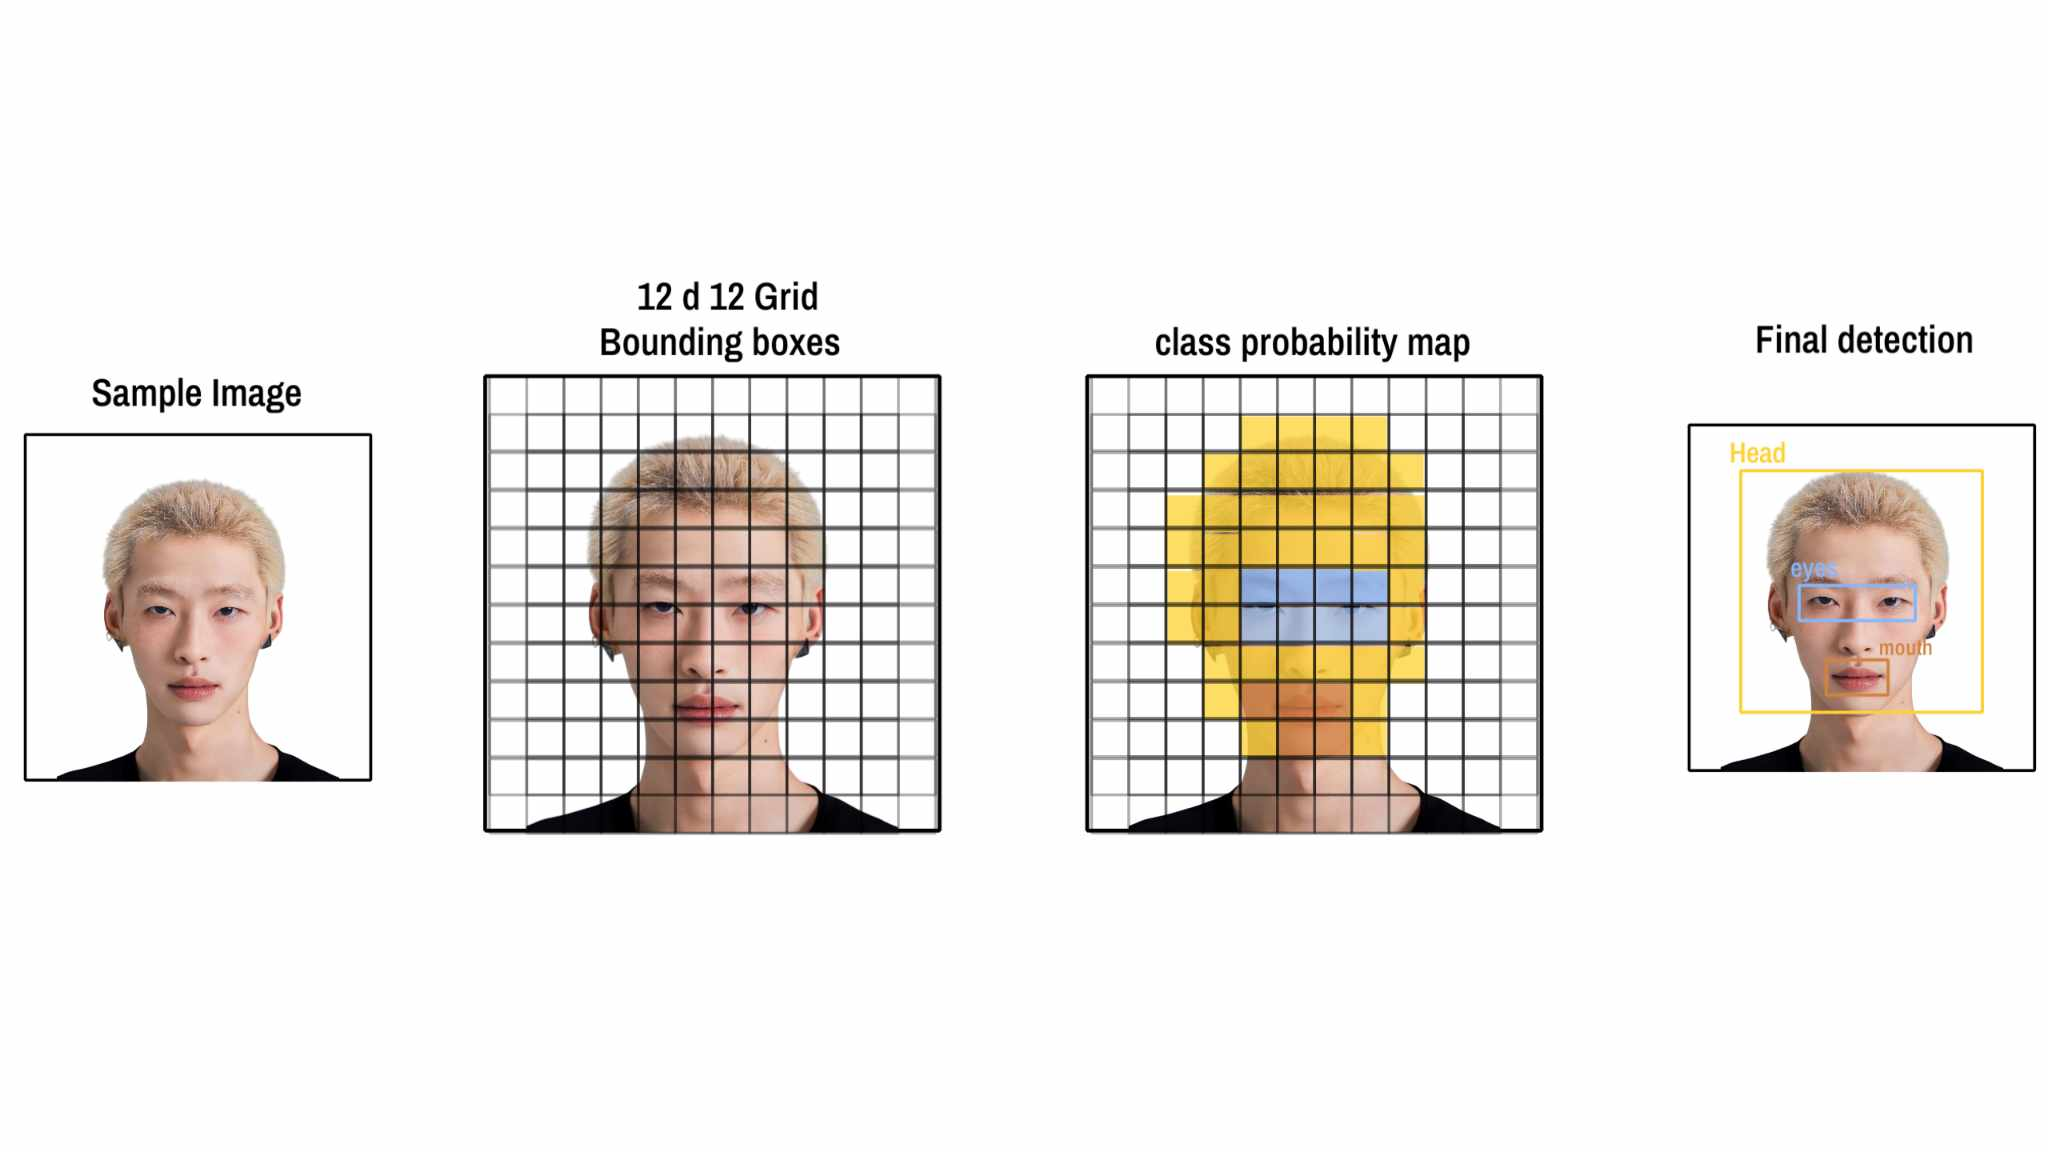 Sample Image
12 d 12 Grid
Bounding boxes
class probability map
Final detection
Head
eyes
mouth